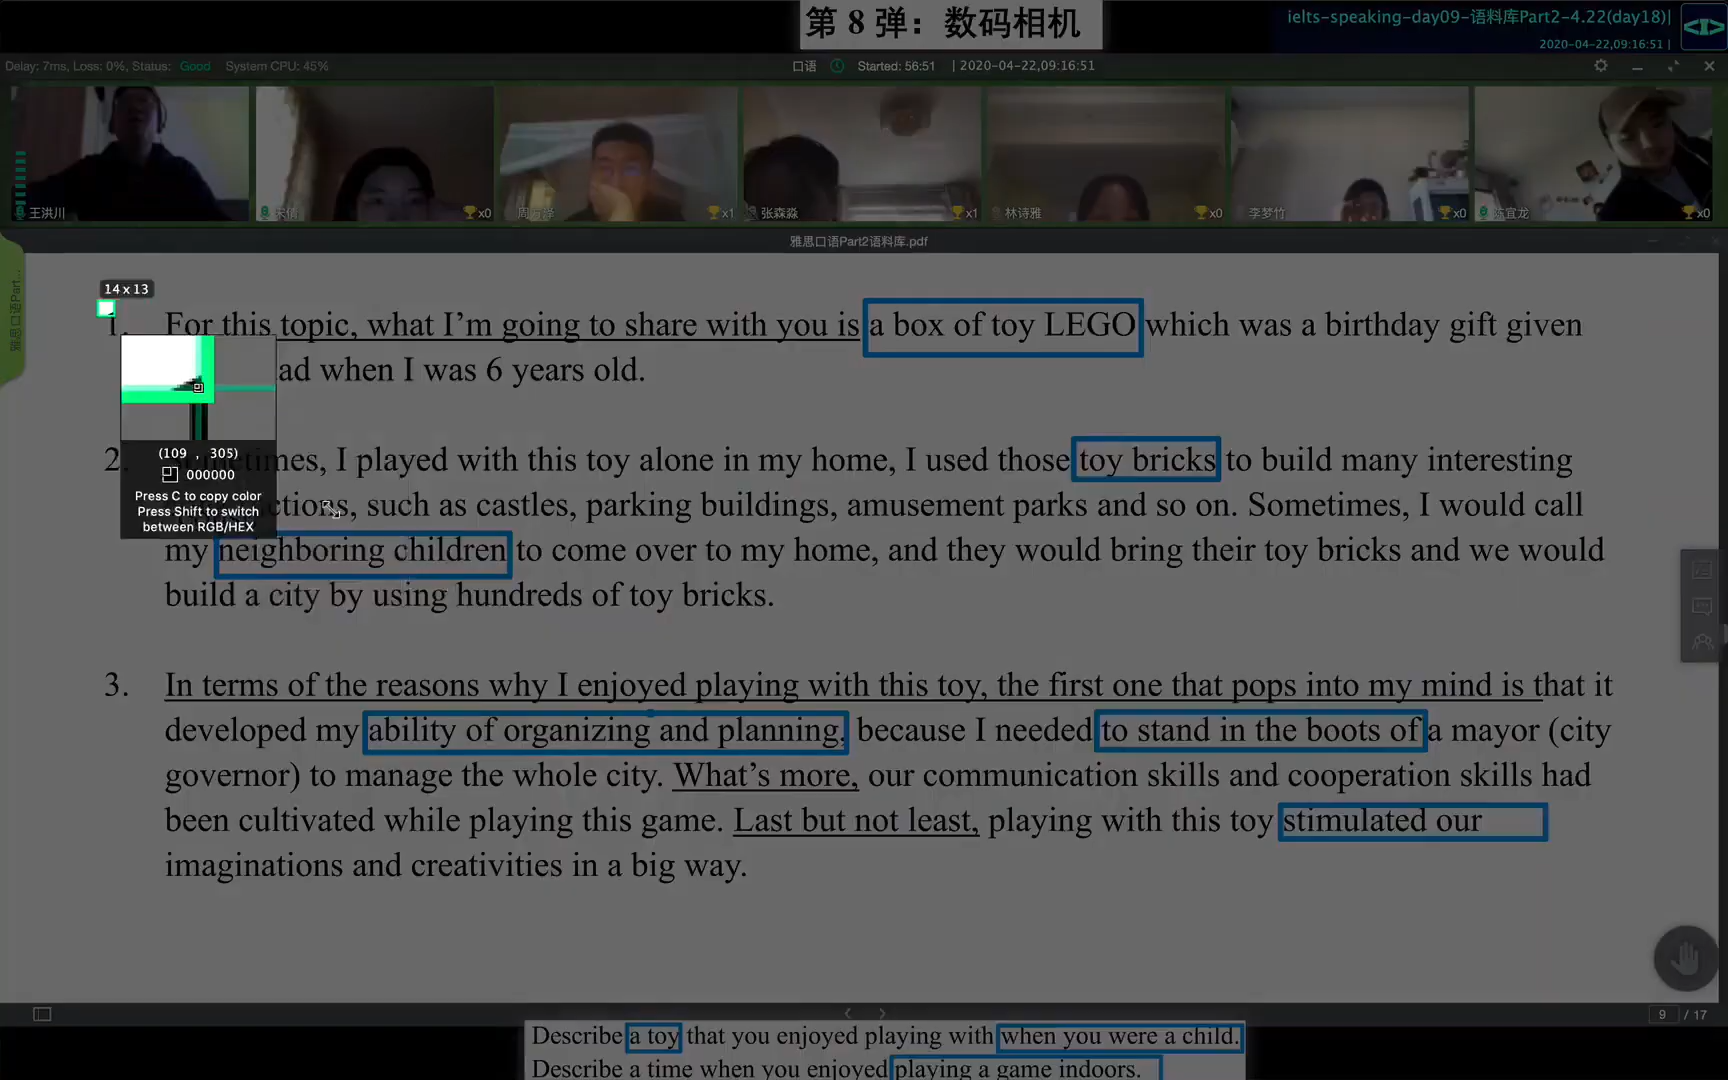 第 8 弹：数码相机
ielts-speaking-day09-语料库Part2-4.22(day18)|
2020-04-22,09:16:51 |
Delay: 7ms, Loss: 0%, Status: Good System CPU: 45%
口语 Started: 56:51 | 2020-04-22,09:16:51
王洪川
x0
x1
张森淼 x1
林诗雅 x0
李梦竹 x0
陈宜龙 x0
雅思口语Part2语料库.pdf
雅思口语Part...
14 x 13
1. For this topic, what I’m going to share with you is a box of toy LEGO which was a birthday gift given
ad when I was 6 years old.
(109 , 305)
000000
Press C to copy color
Press Shift to switch
between RGB/HEX
2. Sometimes, I played with this toy alone in my home, I used those toy bricks to build many interesting
ctions, such as castles, parking buildings, amusement parks and so on. Sometimes, I would call
my neighboring children to come over to my home, and they would bring their toy bricks and we would
build a city by using hundreds of toy bricks.
3. In terms of the reasons why I enjoyed playing with this toy, the first one that pops into my mind is that it
developed my ability of organizing and planning, because I needed to stand in the boots of a mayor (city
governor) to manage the whole city. What’s more, our communication skills and cooperation skills had
been cultivated while playing this game. Last but not least, playing with this toy stimulated our
imaginations and creativities in a big way.
9 / 17
Describe a toy that you enjoyed playing with when you were a child.
Describe a time when you enjoyed playing a game indoors.